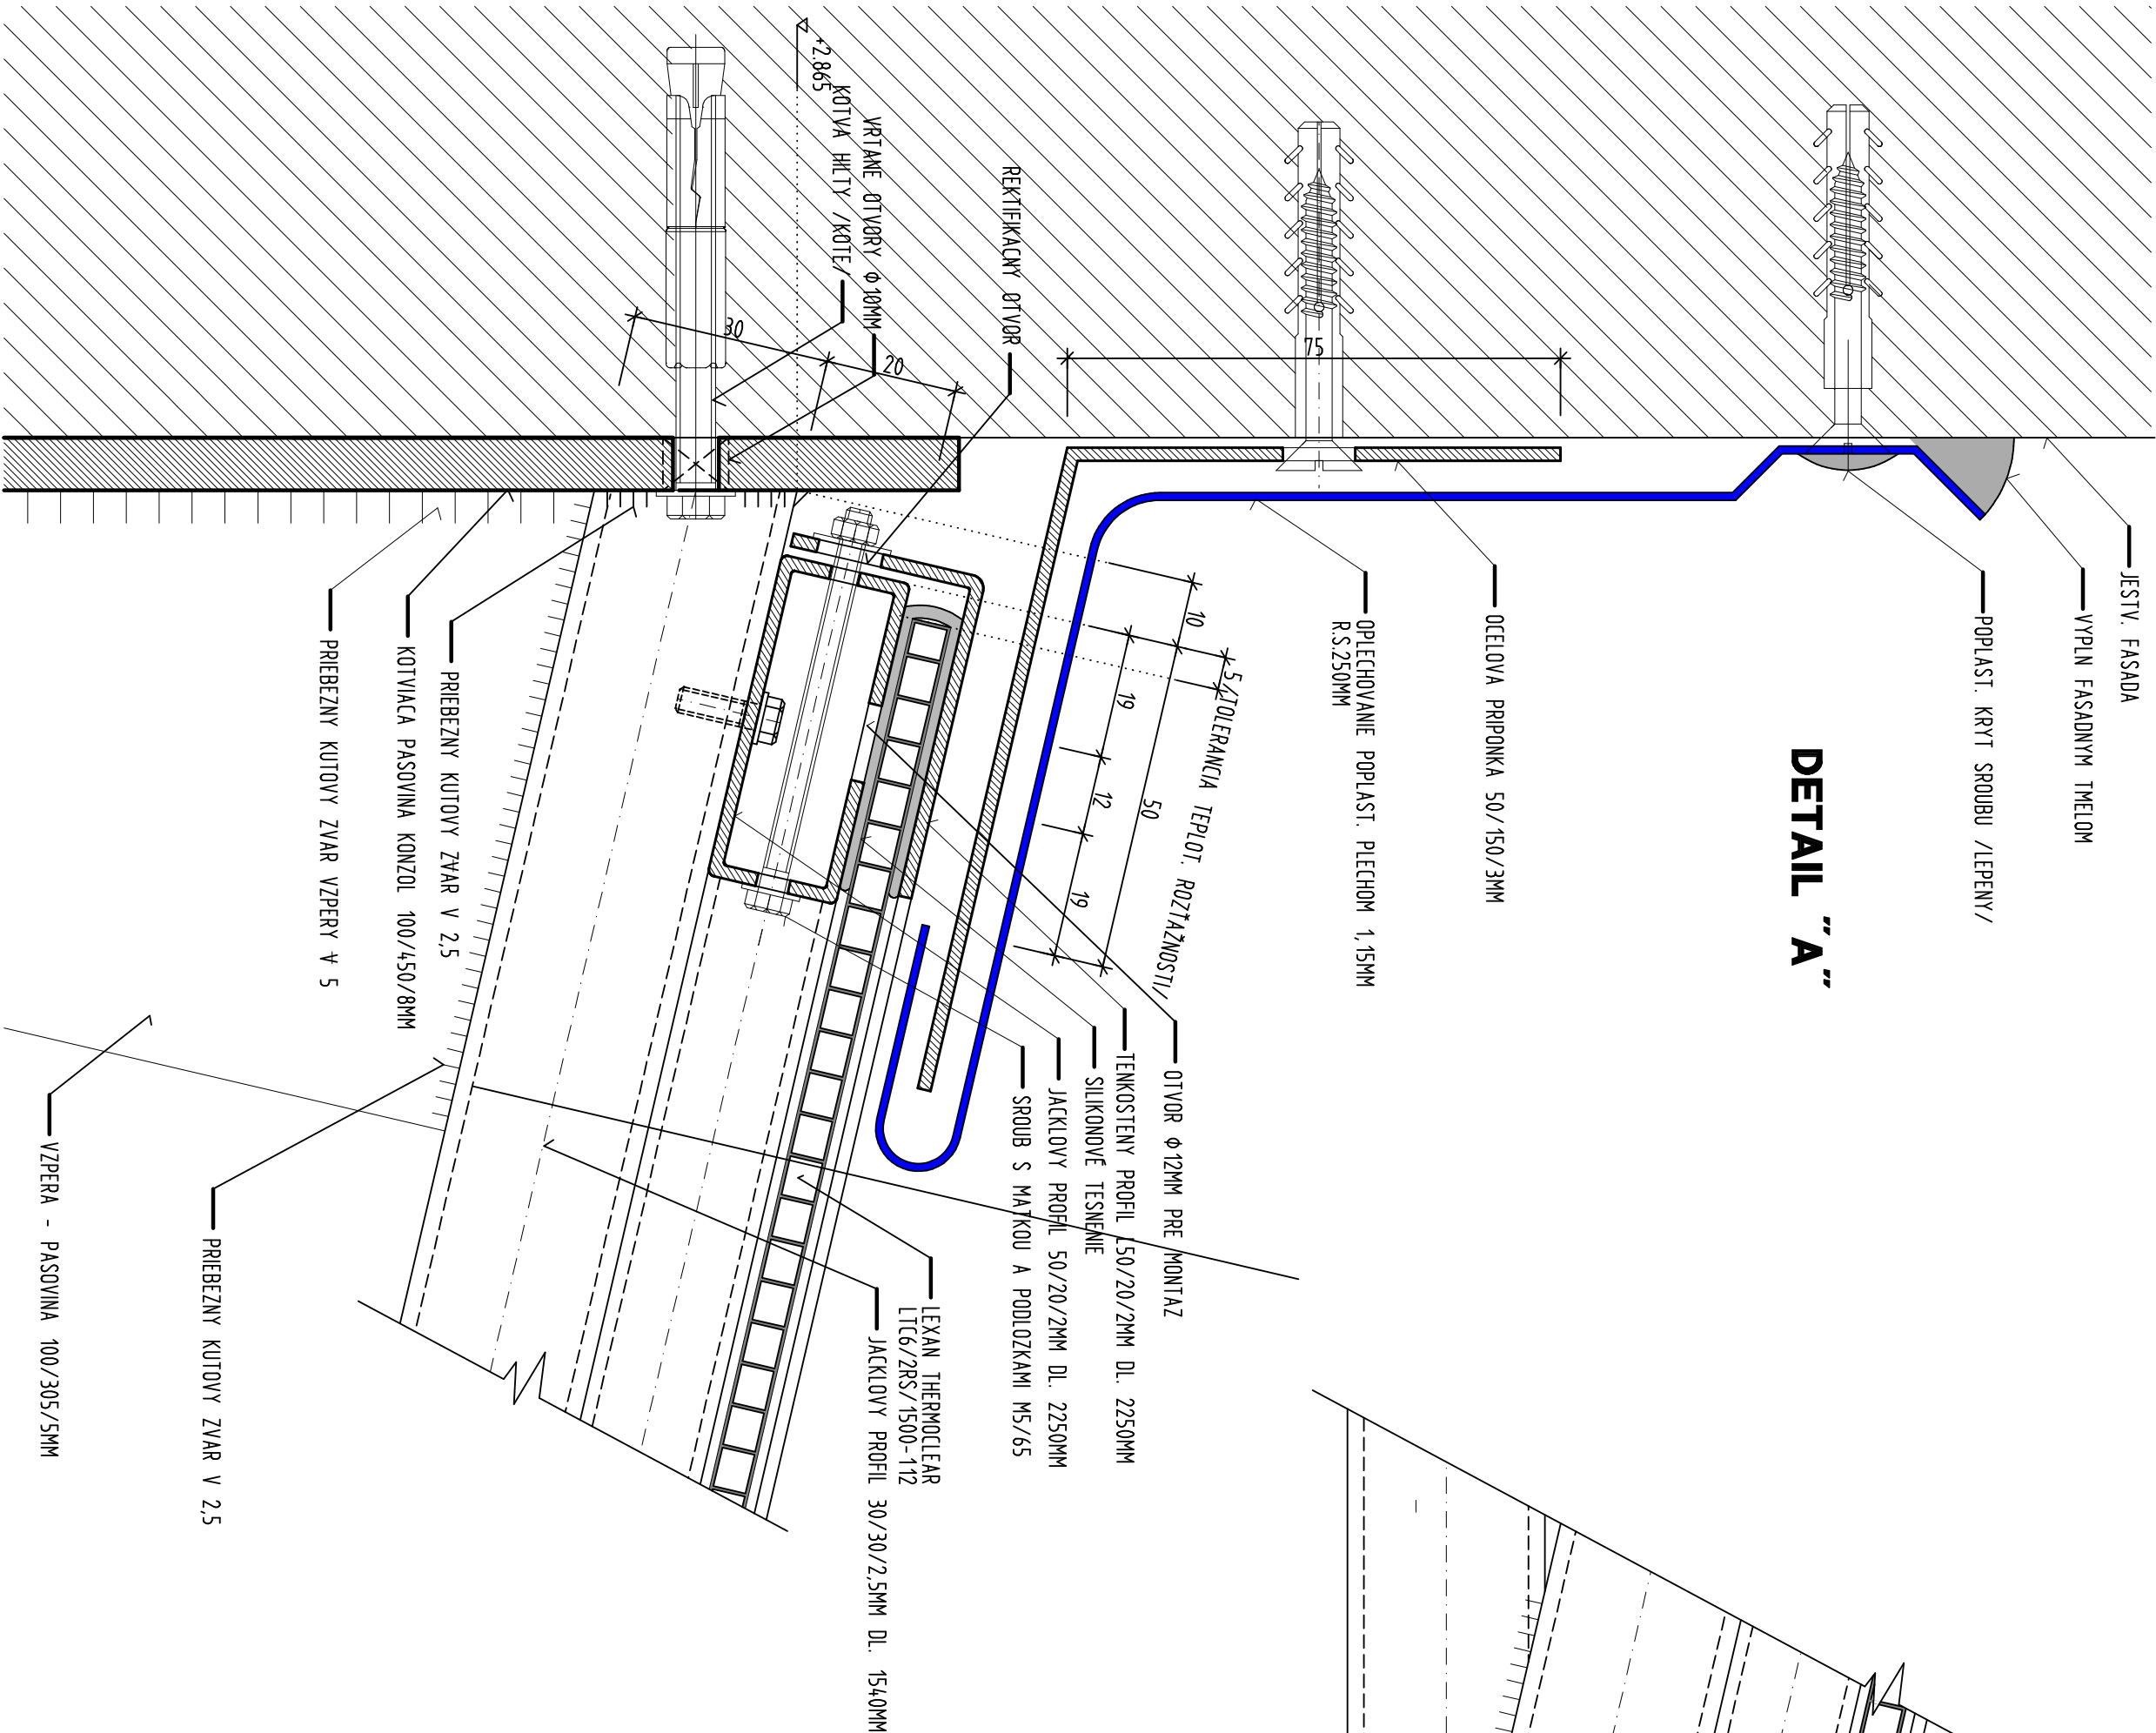 JESTV. FASADA
VYPLN FASADNYM TMELOM
POPLAST. KRYT SROUBU /LEPENY/
DETAIL "A"
OCELOVA PRIPONKA 50/150/3MM
OPLECHOVANIE POPLAST. PLECHOM 1,15MM
R.S.250MM
75
REKTIFIKACNY OTVOR
VRTANE OTVORY Φ10MM
KOTVA HILTY /KOTE/
+2.865
30
20
10
5 /TOLERANCIA TEPLOT. ROZŤAŽNOSTI/
19
50
12
19
OTVOR Φ12MM PRE MONTAZ
TENKOSTENY PROFIL L50/20/2MM DL. 2250MM
SILIKONOVÉ TESNENIE
JACKLOVY PROFIL 50/20/2MM DL. 2250MM
SROUB S MATKOU A PODLOZKAMI M5/65
LEXAN THERMOCLEAR
LTC6/2RS/1500-112
JACKLOVY PROFIL 30/30/2,5MM DL. 1540MM
PRIEBEZNY KUTOVY ZVAR V 2,5
KOTVIACA PASOVINA KONZOL 100/450/8MM
PRIEBEZNY KUTOVY ZVAR VZPERY V 5
PRIEBEZNY KUTOVY ZVAR V 2,5
VZPERA - PASOVINA 100/305/5MM